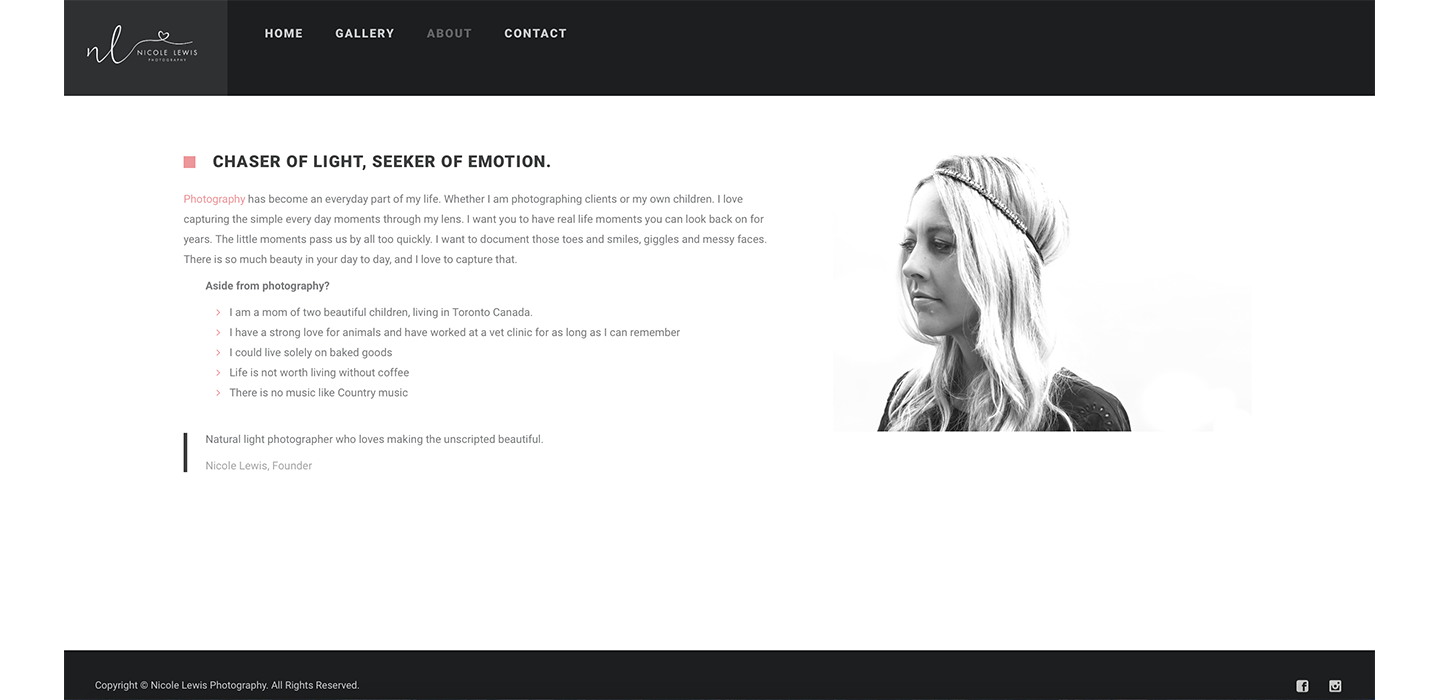 nl
NICOLE LEWIS
PHOTOGRAPHY
HOME GALLERY ABOUT CONTACT
CHASER OF LIGHT, SEEKER OF EMOTION.
Photography has become an everyday part of my life. Whether I am photographing clients or my own children. I love
capturing the simple every day moments through my lens. I want you to have real life moments you can look back on for
years. The little moments pass us by all too quickly. I want to document those toes and smiles, giggles and messy faces.
There is so much beauty in your day to day, and I love to capture that.
Aside from photography?
I am a mom of two beautiful children, living in Toronto Canada.
I have a strong love for animals and have worked at a vet clinic for as long as I can remember
I could live solely on baked goods
Life is not worth living without coffee
There is no music like Country music
Natural light photographer who loves making the unscripted beautiful.
Nicole Lewis, Founder
Copyright © Nicole Lewis Photography. All Rights Reserved.